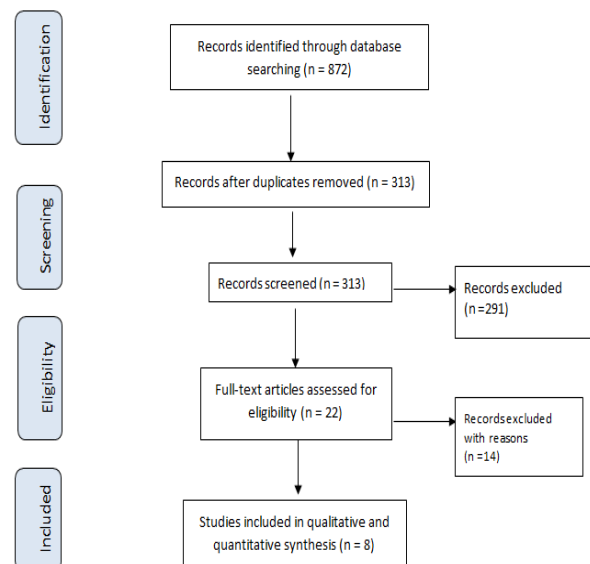 Identification
Records identified through database
searching (n = 872)
Records after duplicates removed (n = 313)
Screening
Records screened (n = 313)
Records excluded
(n =291)
Eligibility
Full-text articles assessed for
eligibility (n = 22)
Records excluded
with reasons
(n =14)
Included
Studies included in qualitative and
quantitative synthesis (n = 8)